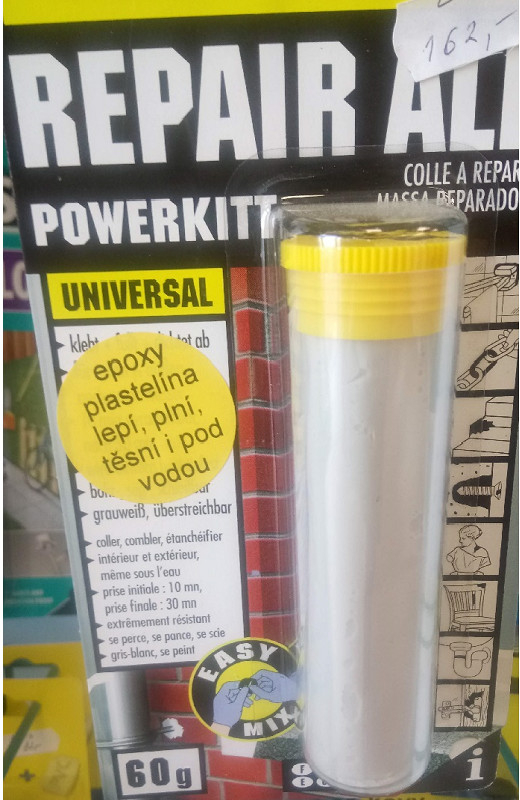 162,-
REPAIR ALL
COLLE A REPAR
MASSA REPARADO
POWERKITT
UNIVERSAL
epoxy
plastelína
lepí, plní,
těsní i pod
vodou
grauweiß, überstreichbar
coller, combler, étanchéifier
intérieur et extérieur,
même sous l'eau
prise initiale : 10 mn,
prise finale : 30 mn
extrêmement résistant
se perce, se pance, se scie
gris-blanc, se peint
EASY
MIX
60g
F
E
i